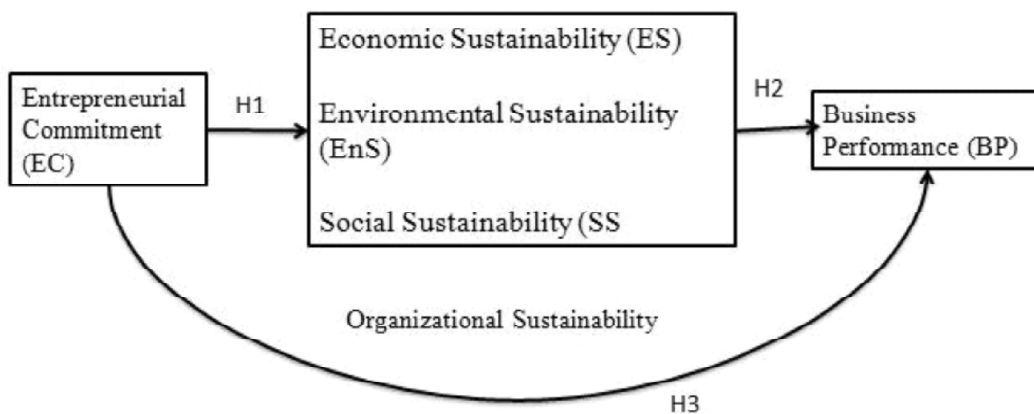 Entrepreneurial
Commitment
(EC)
H1
Economic Sustainability (ES)
Environmental Sustainability
(EnS)
Social Sustainability (SS
H2
Business
Performance (BP)
Organizational Sustainability
H3